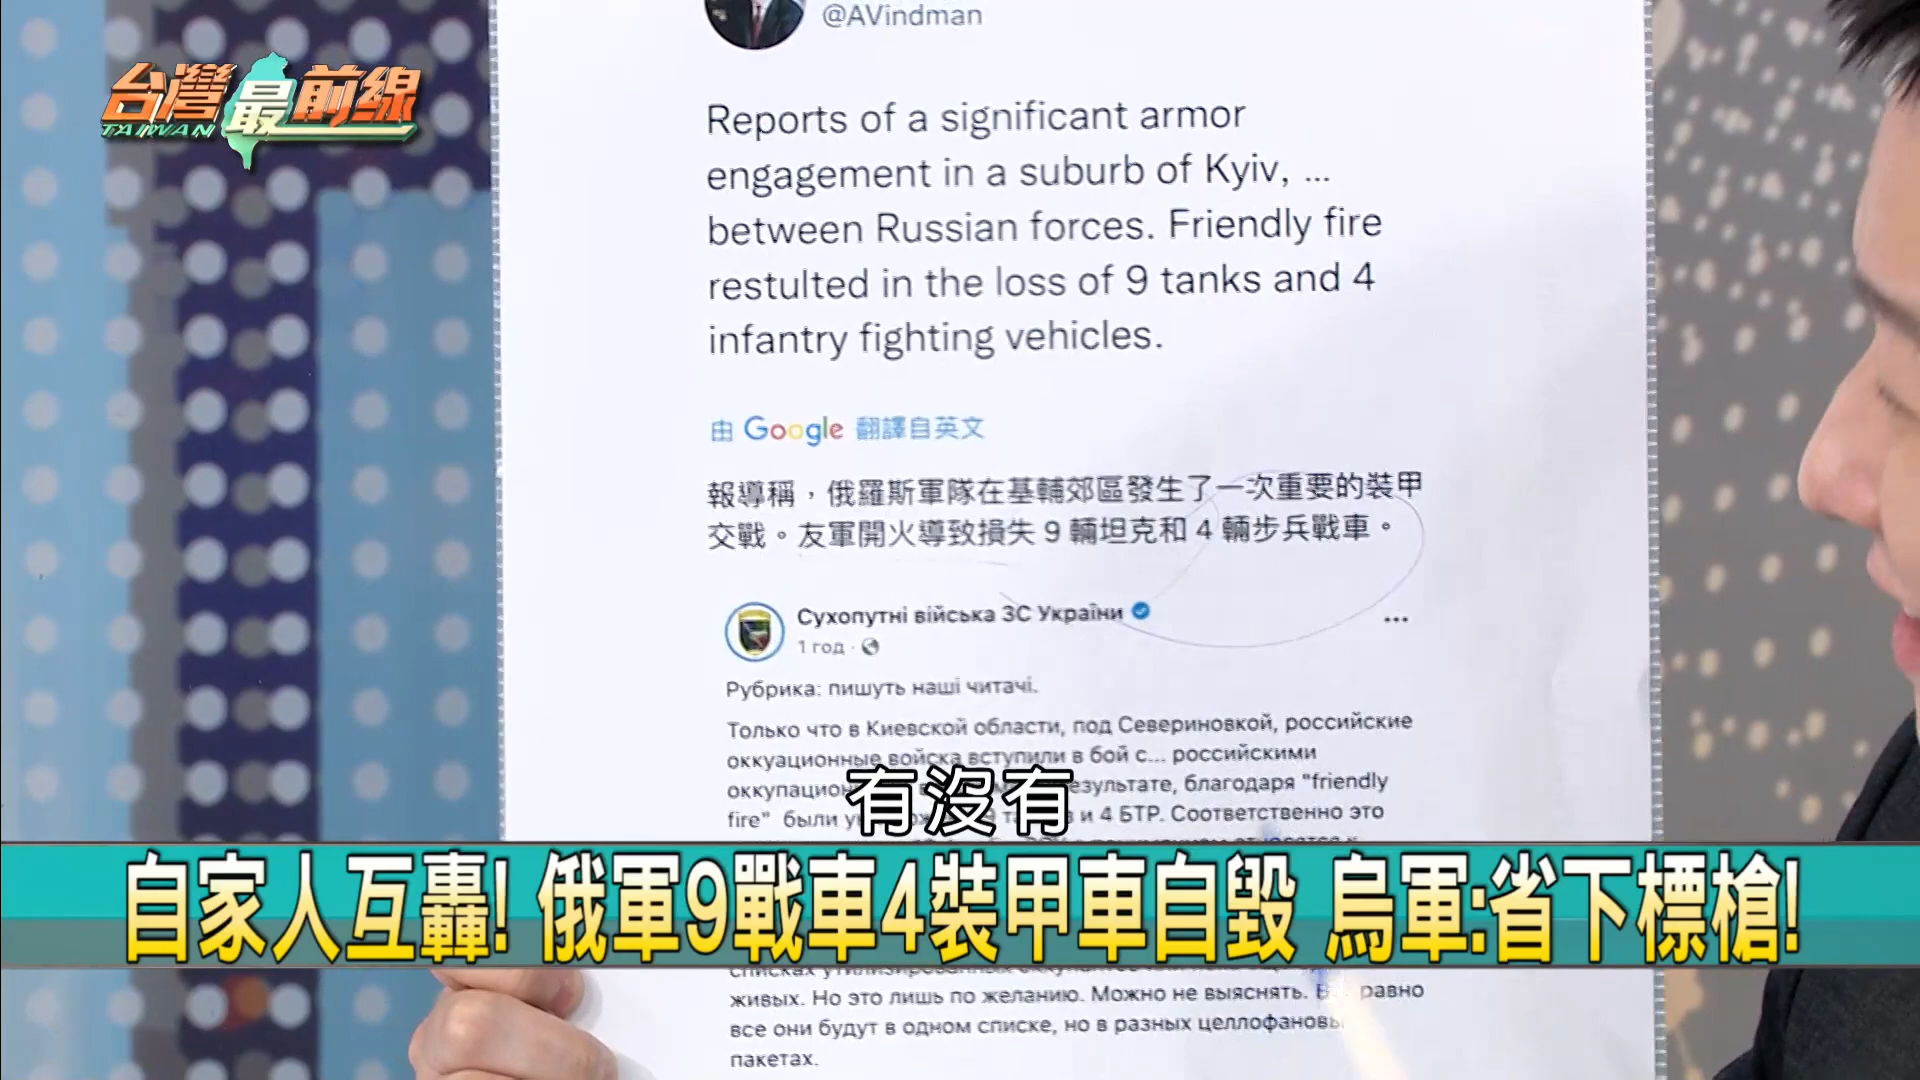 @AVindman
台灣最前線
TAIWAN
Reports of a significant armor
engagement in a suburb of Kyiv, ...
between Russian forces. Friendly fire
restulted in the loss of 9 tanks and 4
infantry fighting vehicles.
由 Google 翻譯自英文
報導稱，俄羅斯軍隊在基輔郊區發生了一次重要的裝甲
交戰。友軍開火導致損失 9 輛坦克和 4 輛步兵戰車。
Сухопутні війська ЗС України
1 год
Рубрика: пишуть наші читачі.
Только что в Киевской области, под Севериновкой, российские
оккуационные войска вступили в бой с... российскими
оккупацион езультате, благодаря "friendly
fire" были и 4 БТР. Соответственно это
有沒有
自家人互轟! 俄軍9戰車4裝甲車自毀 烏軍:省下標槍!
списках утилизированных
живых. Но это лишь по желанию. Можно не выяснять. равно
все они будут в одном списке, но в разных
пакетах.